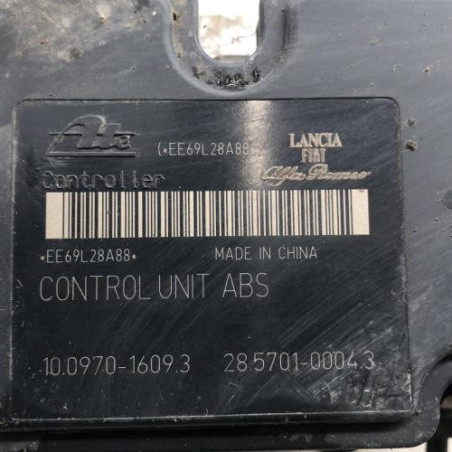 Ate (*EE69L28A88 LANCIA
FIAT
Controller Alfa Romeo
*EE69L28A88* MADE IN CHINA
CONTROL UNIT ABS
10.0970-1609.3 28.5701-0004.3